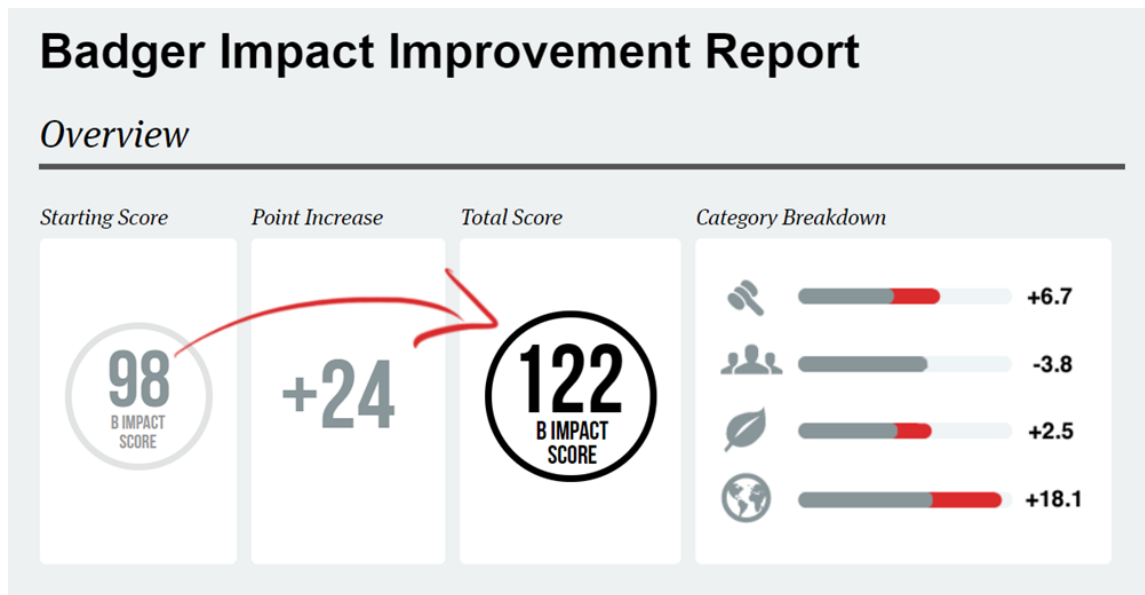 Badger Impact Improvement Report
Overview
Starting Score
Point Increase
Total Score
Category Breakdown
98
B IMPACT
SCORE
+24
122
B IMPACT
SCORE
+6.7
-3.8
+2.5
+18.1